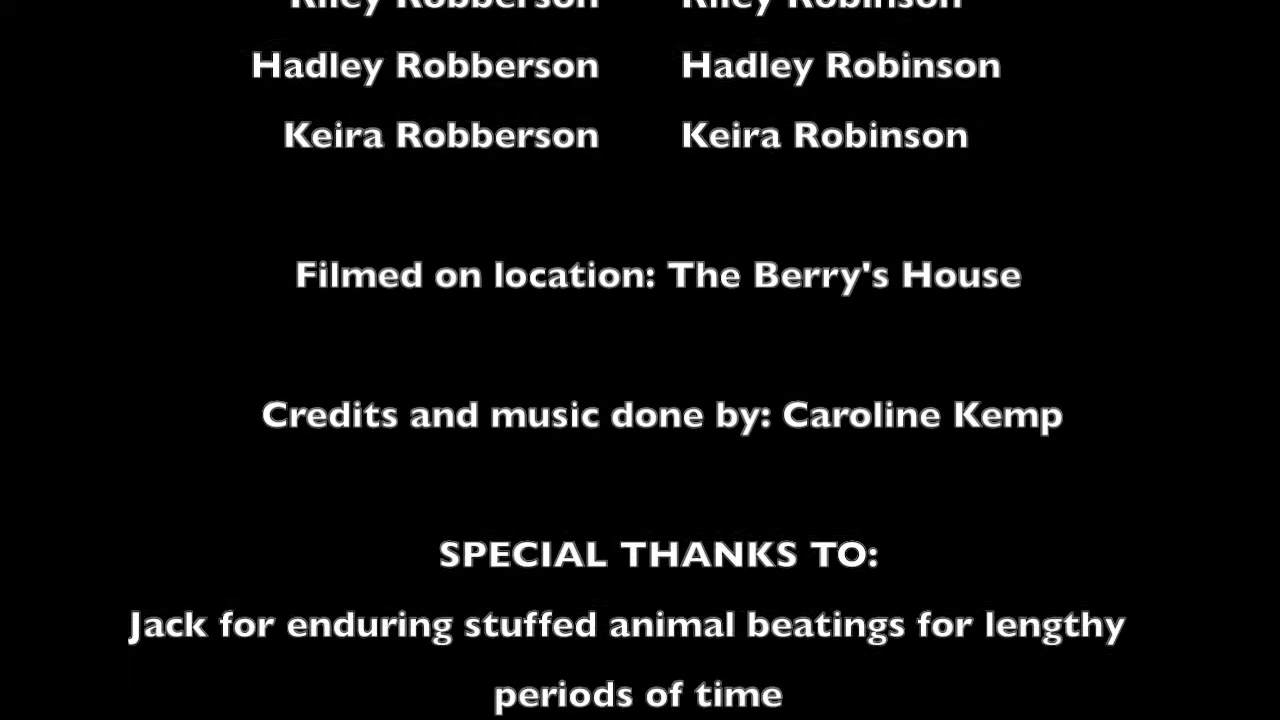 Riley Robberson Riley Robinson
Hadley Robberson Hadley Robinson
Keira Robberson Keira Robinson
Filmed on location: The Berry's House
Credits and music done by: Caroline Kemp
SPECIAL THANKS TO:
Jack for enduring stuffed animal beatings for lengthy
periods of time